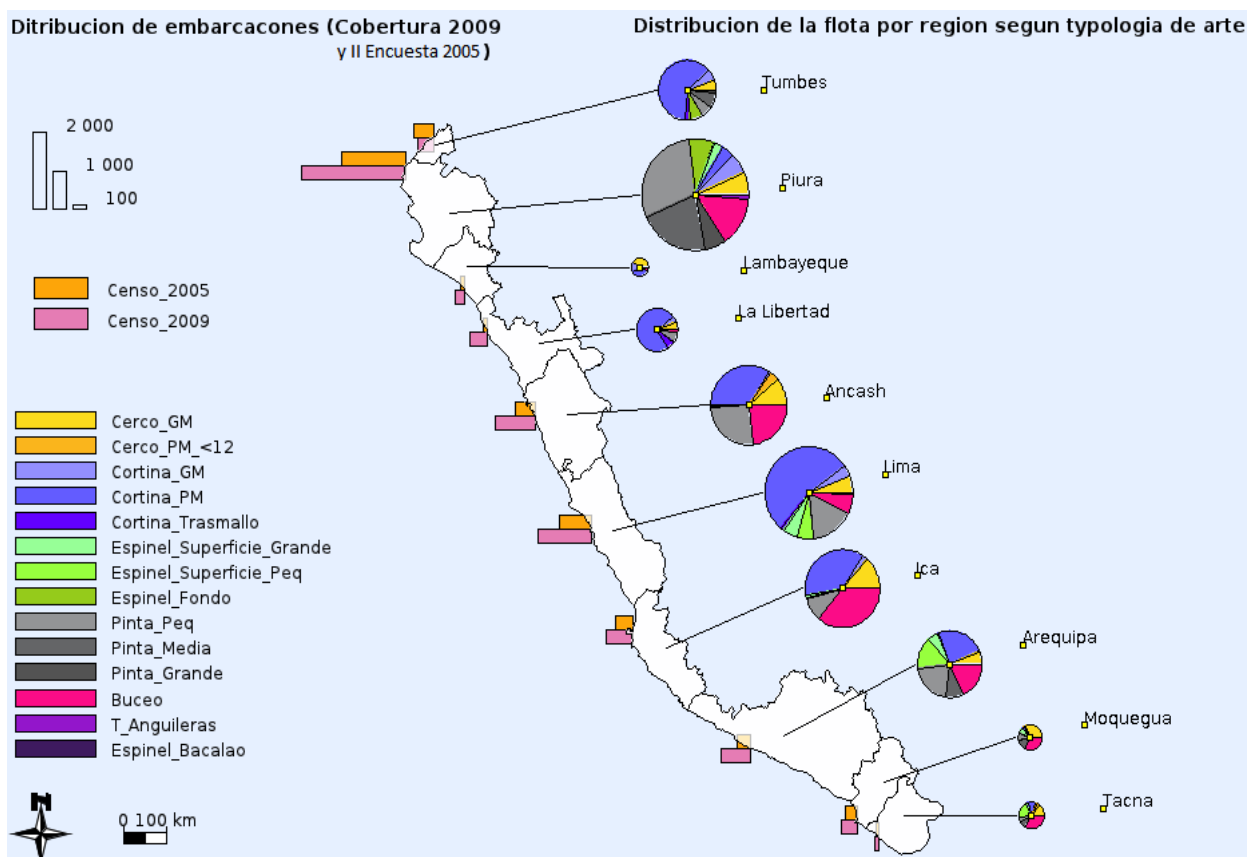 Ditribucion de embarcacones (Cobertura 2009
y II Encuesta 2005 )
Distribucion de la flota por region segun typologia de arte
2 000
1 000
100
Censo_2005
Censo_2009
Cerco_GM
Cerco_PM_<12
Cortina_GM
Cortina_PM
Cortina_Trasmallo
Espinel_Superficie_Grande
Espinel_Superficie_Peq
Espinel_Fondo
Pinta_Peq
Pinta_Media
Pinta_Grande
Buceo
T_Anguileras
Espinel_Bacalao
N
0 100 km
Tumbes
Piura
Lambayeque
La Libertad
Ancash
Lima
Ica
Arequipa
Moquegua
Tacna